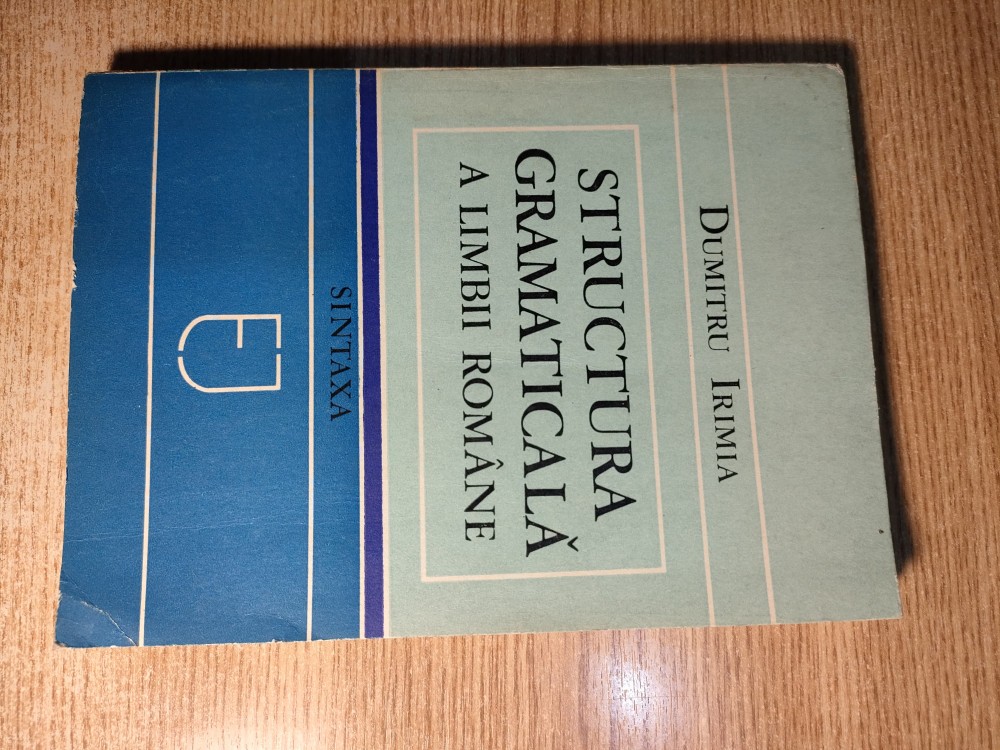 DUMITRU IRIMIA
STRUCTURA
GRAMATICALĂ
A LIMBII ROMÂNE
SINTAXA